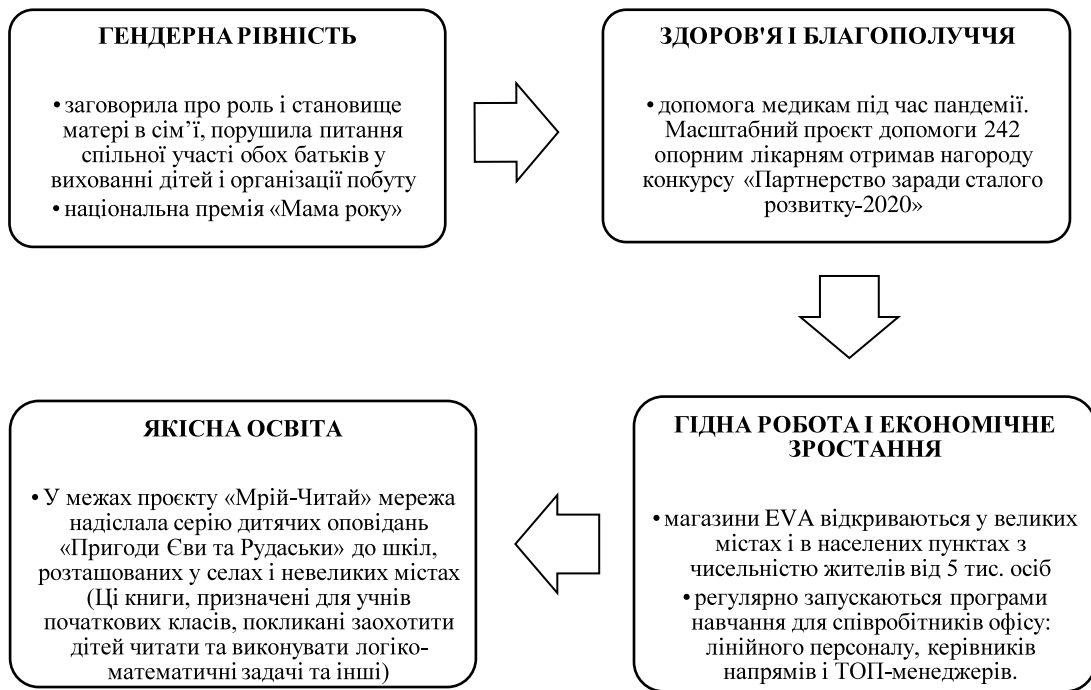 ГЕНДЕРНА РІВНІСТЬ
• заговорила про роль і становище
матері в сім’ї, порушила питання
спільної участі обох батьків у
вихованні дітей і організації побуту
• національна премія «Мама року»
ЗДОРОВ'Я І БЛАГОПОЛУЧЧЯ
• допомога медикам під час пандемії.
Масштабний проєкт допомоги 242
опорним лікарням отримав нагороду
конкурсу «Партнерство заради сталого
розвитку-2020»
ГІДНА РОБОТА І ЕКОНОМІЧНЕ
ЗРОСТАННЯ
• магазини EVA відкриваються у великих
містах і в населених пунктах з
чисельністю жителів від 5 тис. осіб
• регулярно запускаються програми
навчання для співробітників офісу:
лінійного персоналу, керівників
напрямів і ТОП-менеджерів.
ЯКІСНА ОСВІТА
• У межах проєкту «Мрій-Читай» мережа
надіслала серію дитячих оповідань
«Пригоди Єви та Рудаськи» до шкіл,
розташованих у селах і невеликих містах
(Ці книги, призначені для учнів
початкових класів, покликані заохотити
дітей читати та виконувати логіко-
математичні задачі та інші)